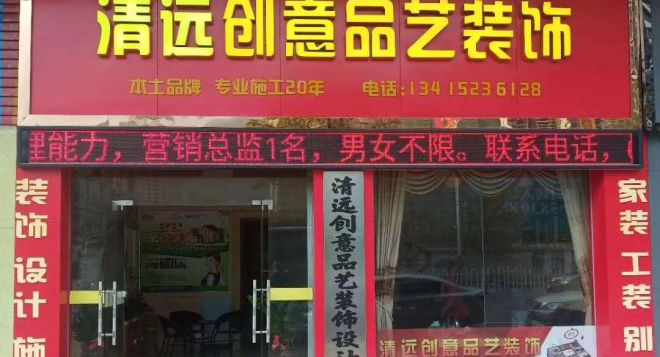 清远创意品艺装饰
本土品牌 专业施工20年 电话:13415236128
理能力，营销总监1名，男女不限。联系电话，
装饰 设计 施
清远创意品艺装饰设计
家装 工装 别
清远创意品艺装饰